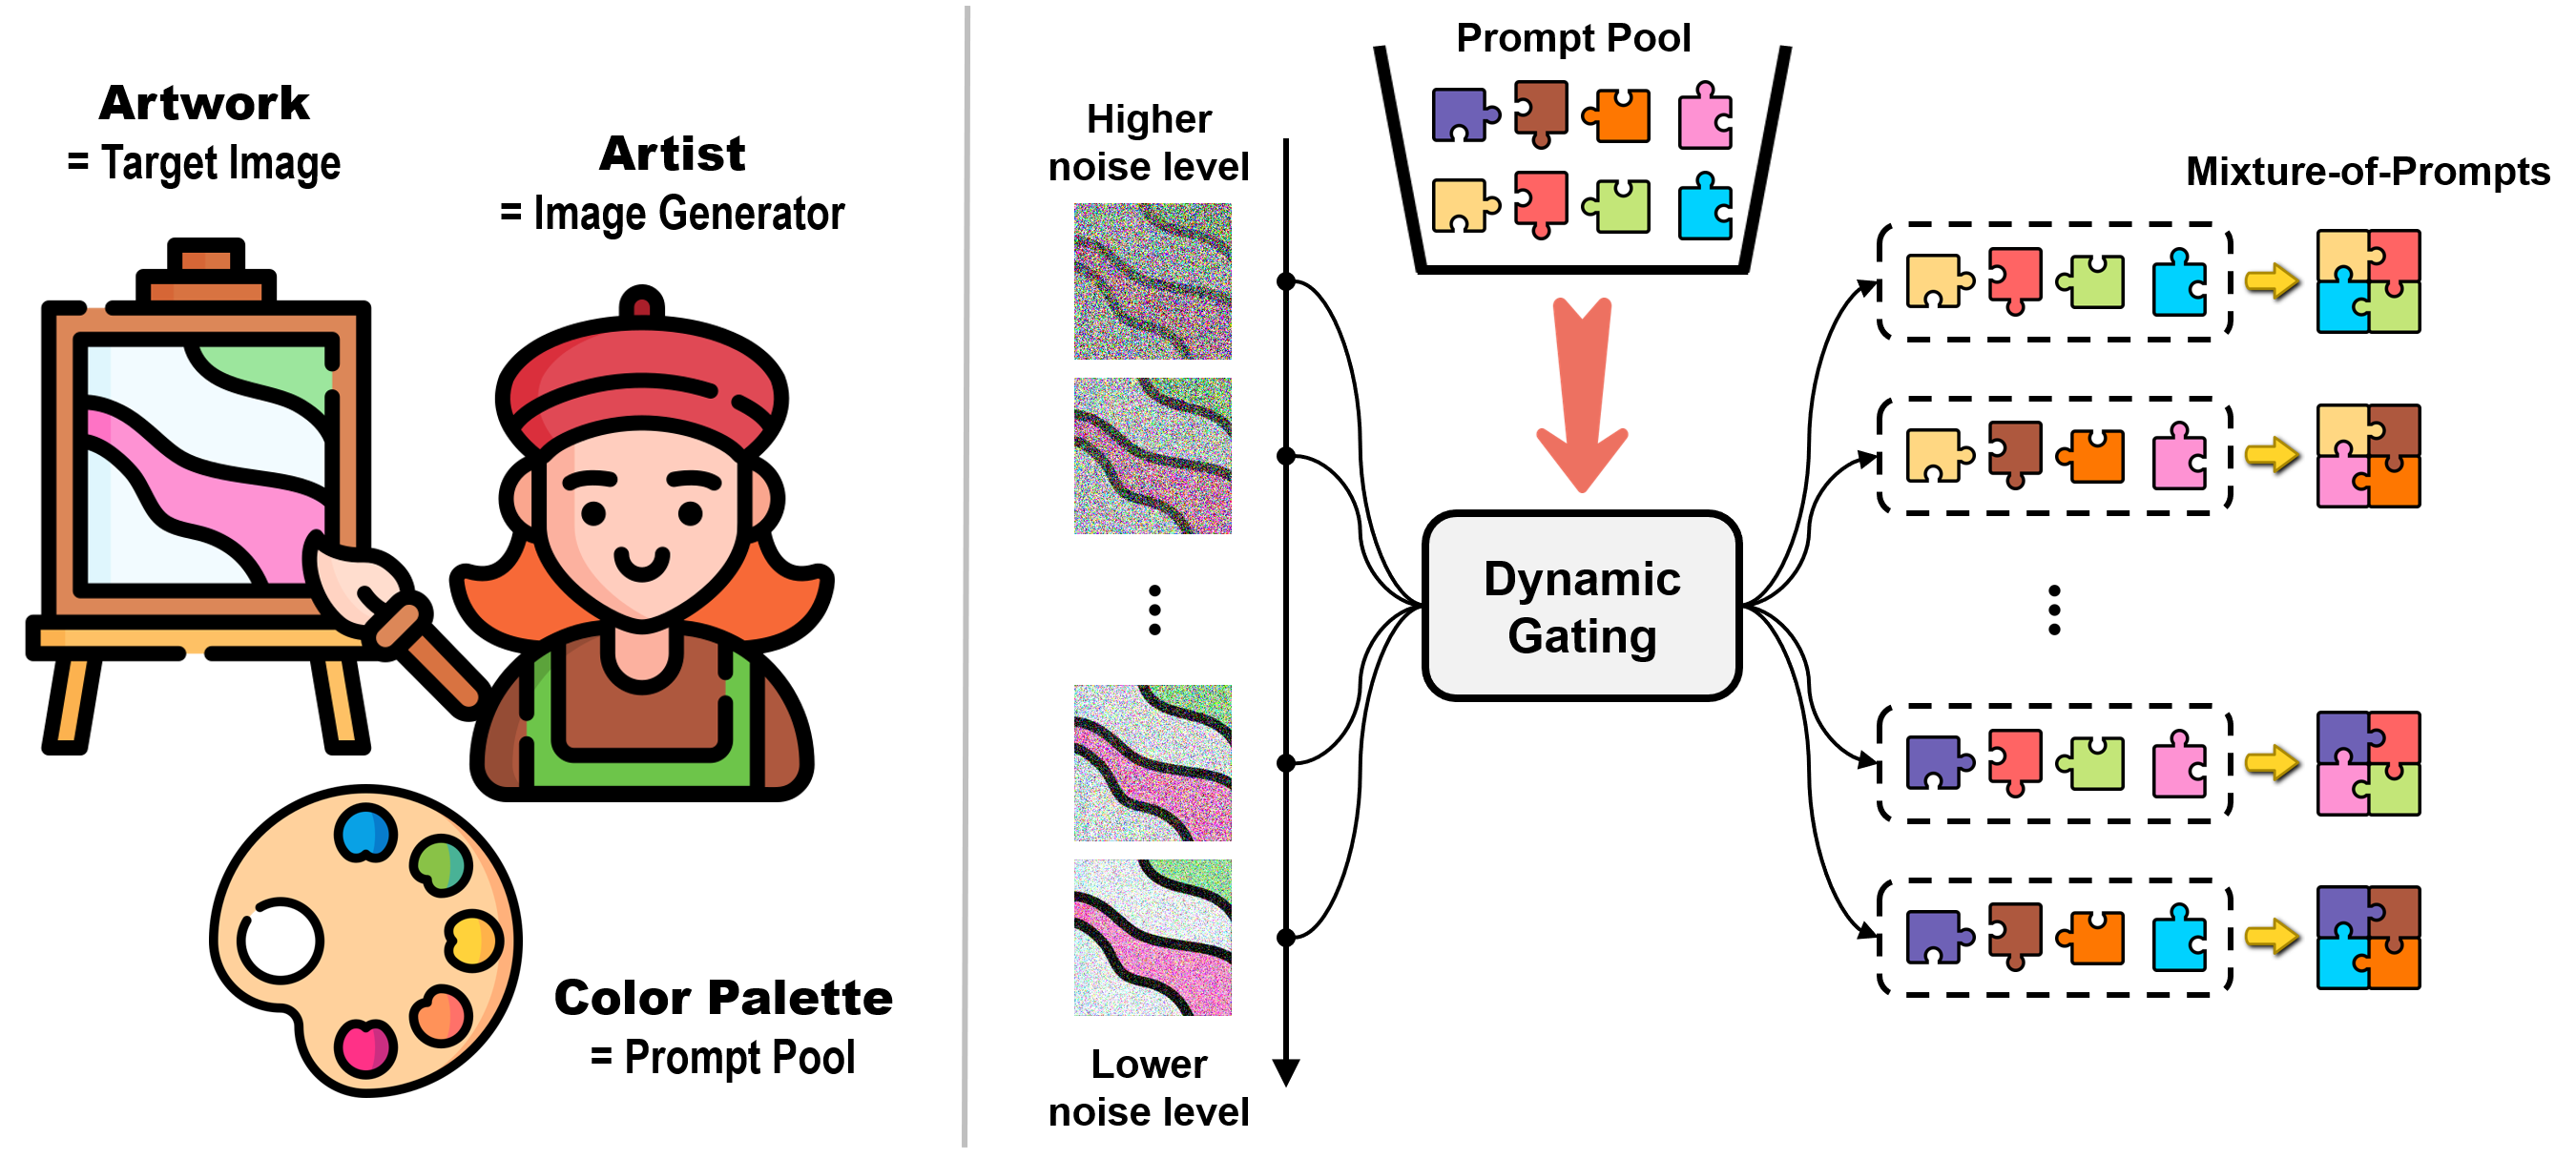 Artwork
= Target Image
Artist
= Image Generator
Color Palette
= Prompt Pool
Higher
noise level
Lower
noise level
Prompt Pool
Dynamic
Gating
Mixture-of-Prompts